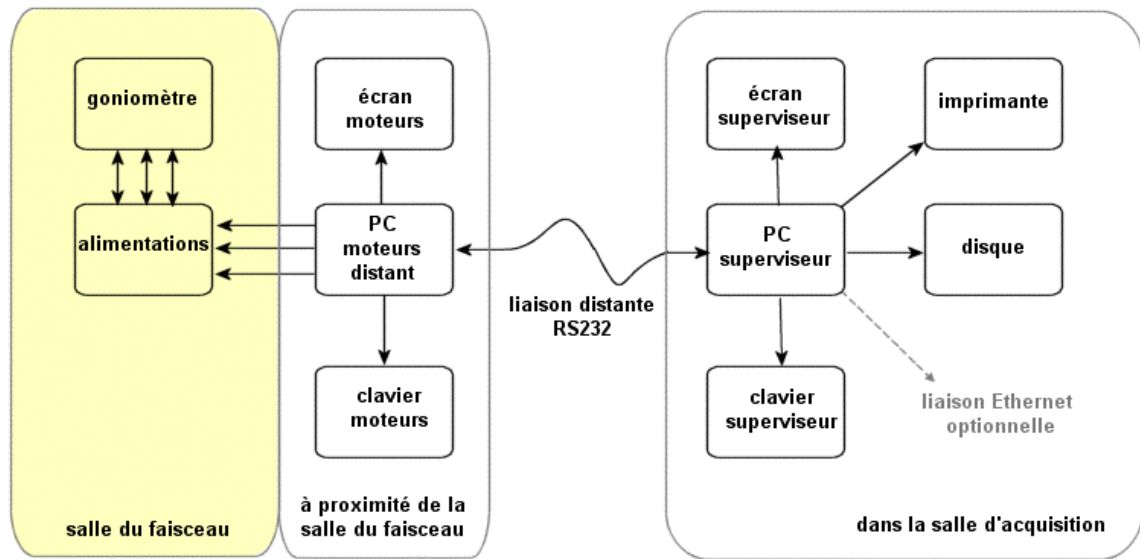 goniomètre
alimentations
salle du faisceau
écran
moteurs
PC
moteurs
distant
clavier
moteurs
à proximité de la
salle du faisceau
liaison distante
RS232
écran
superviseur
imprimante
PC
superviseur
disque
clavier
superviseur
liaison Ethernet
optionnelle
dans la salle d'acquisition